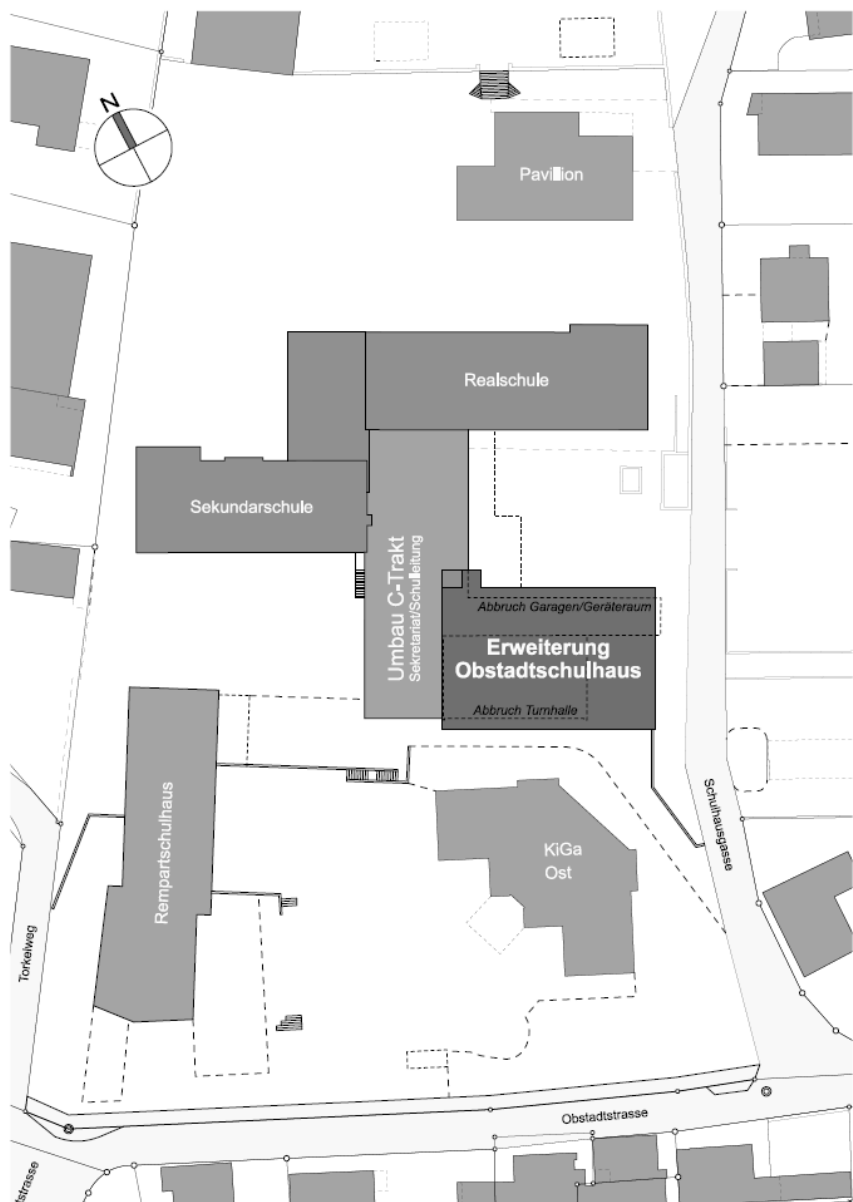 N
Pavillion
Realschule
Sekundarschule
Umbau C-Trakt
Sekretariat/Schulleitung
Abbruch Garagen/Geräteraum
Erweiterung
Obstadtschulhaus
Abbruch Turnhalle
Rempartschulhaus
KiGa
Ost
Schulhausgasse
Torkelweg
Obstadtstrasse
tstrasse